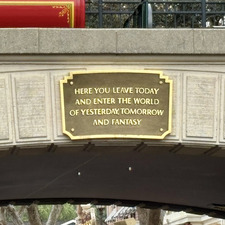 HERE YOU LEAVE TODAY
AND ENTER THE WORLD
OF YESTERDAY, TOMORROW
AND FANTASY